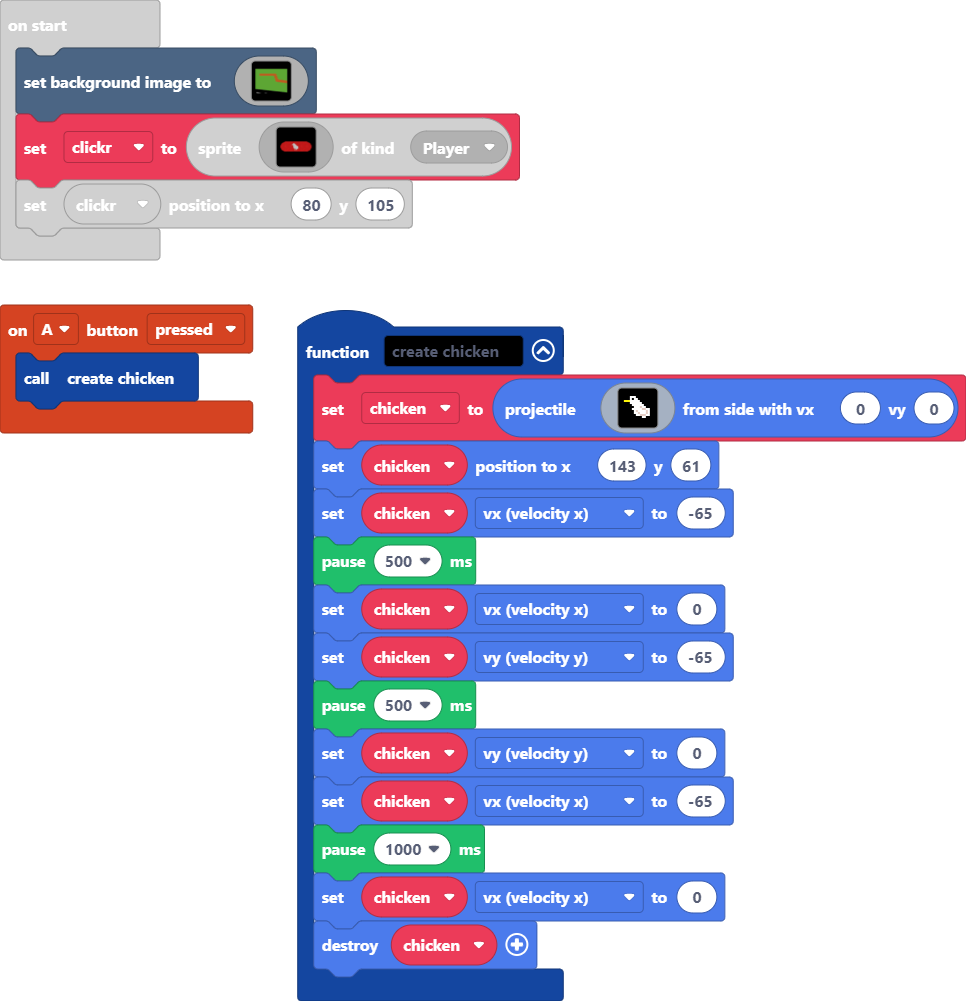 on start
set background image to
set clickr to sprite of kind Player
set clickr position to x 80 y 105
on A button pressed
call create chicken
function create chicken
set chicken to projectile from side with vx 0 vy 0
set chicken position to x 143 y 61
set chicken vx (velocity x) to -65
pause 500 ms
set chicken vx (velocity x) to 0
set chicken vy (velocity y) to -65
pause 500 ms
set chicken vy (velocity y) to 0
set chicken vx (velocity x) to -65
pause 1000 ms
set chicken vx (velocity x) to 0
destroy chicken